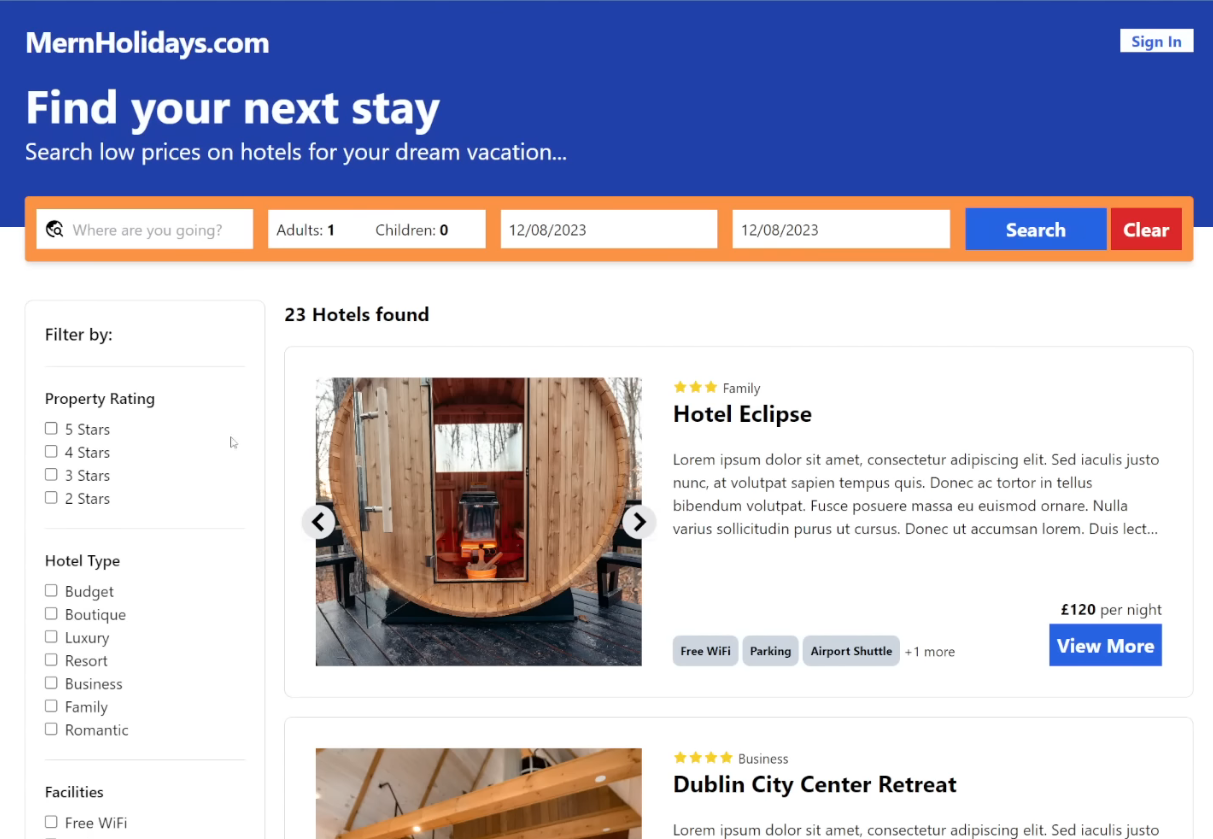 MernHolidays.com
Sign In
Find your next stay
Search low prices on hotels for your dream vacation...
Where are you going?
Adults: 1 Children: 0
12/08/2023
12/08/2023
Search
Clear
Filter by:
Property Rating
5 Stars
4 Stars
3 Stars
2 Stars
Hotel Type
Budget
Boutique
Luxury
Resort
Business
Family
Romantic
Facilities
Free WiFi
23 Hotels found
Family
Hotel Eclipse
Lorem ipsum dolor sit amet, consectetur adipiscing elit. Sed iaculis justo
nunc, at volutpat sapien tempus quis. Donec ac tortor in tellus
bibendum volutpat. Fusce posuere massa eu euismod ornare. Nulla
varius sollicitudin purus ut cursus. Donec ut accumsan lorem. Duis lect...
£120 per night
Free WiFi Parking Airport Shuttle +1 more
View More
Business
Dublin City Center Retreat
Lorem ipsum dolor sit amet, consectetur adipiscing elit. Sed iaculis justo